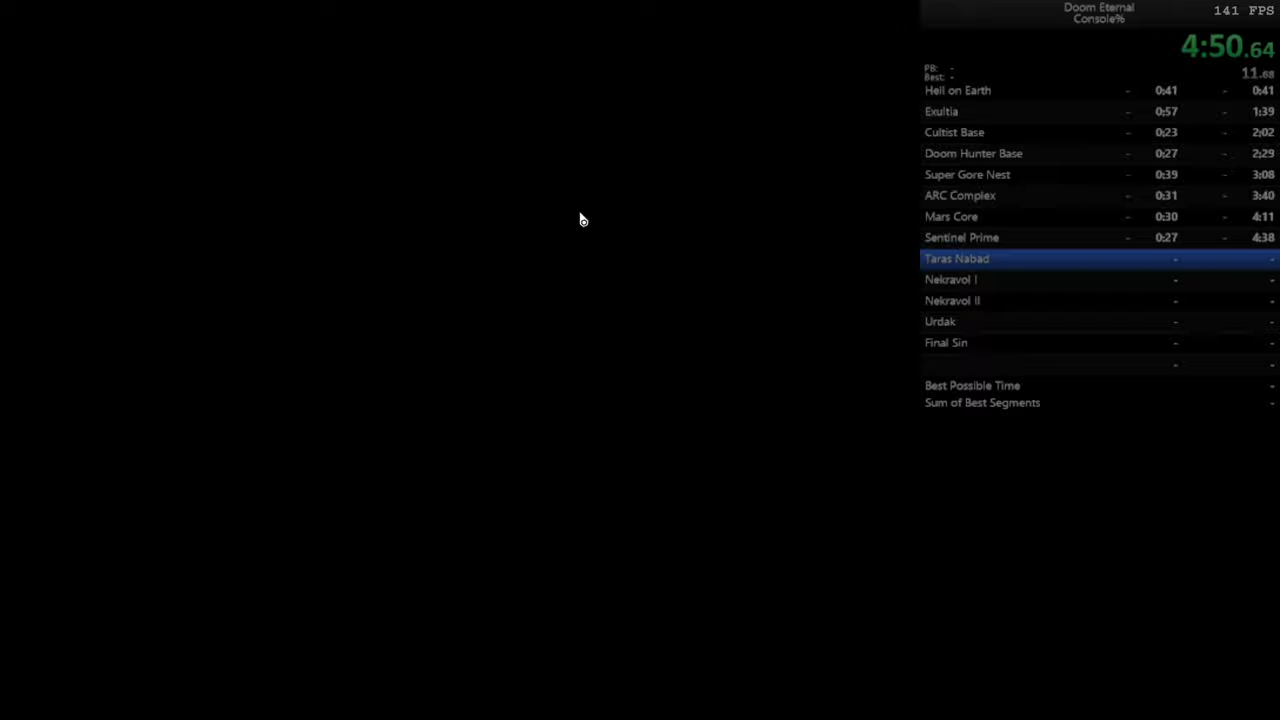 Doom Eternal
Console%
141 FPS
4:50.64
PB: -
Best: -
11.68
Hell on Earth - 0:41 - 0:41
Exultia - 0:57 - 1:39
Cultist Base - 0:23 - 2:02
Doom Hunter Base - 0:27 - 2:29
Super Gore Nest - 0:39 - 3:08
ARC Complex - 0:31 - 3:40
Mars Core - 0:30 - 4:11
Sentinel Prime - 0:27 - 4:38
Taras Nabad - -
Nekravol I - -
Nekravol II - -
Urdak - -
Final Sin - -
- -
Best Possible Time -
Sum of Best Segments -